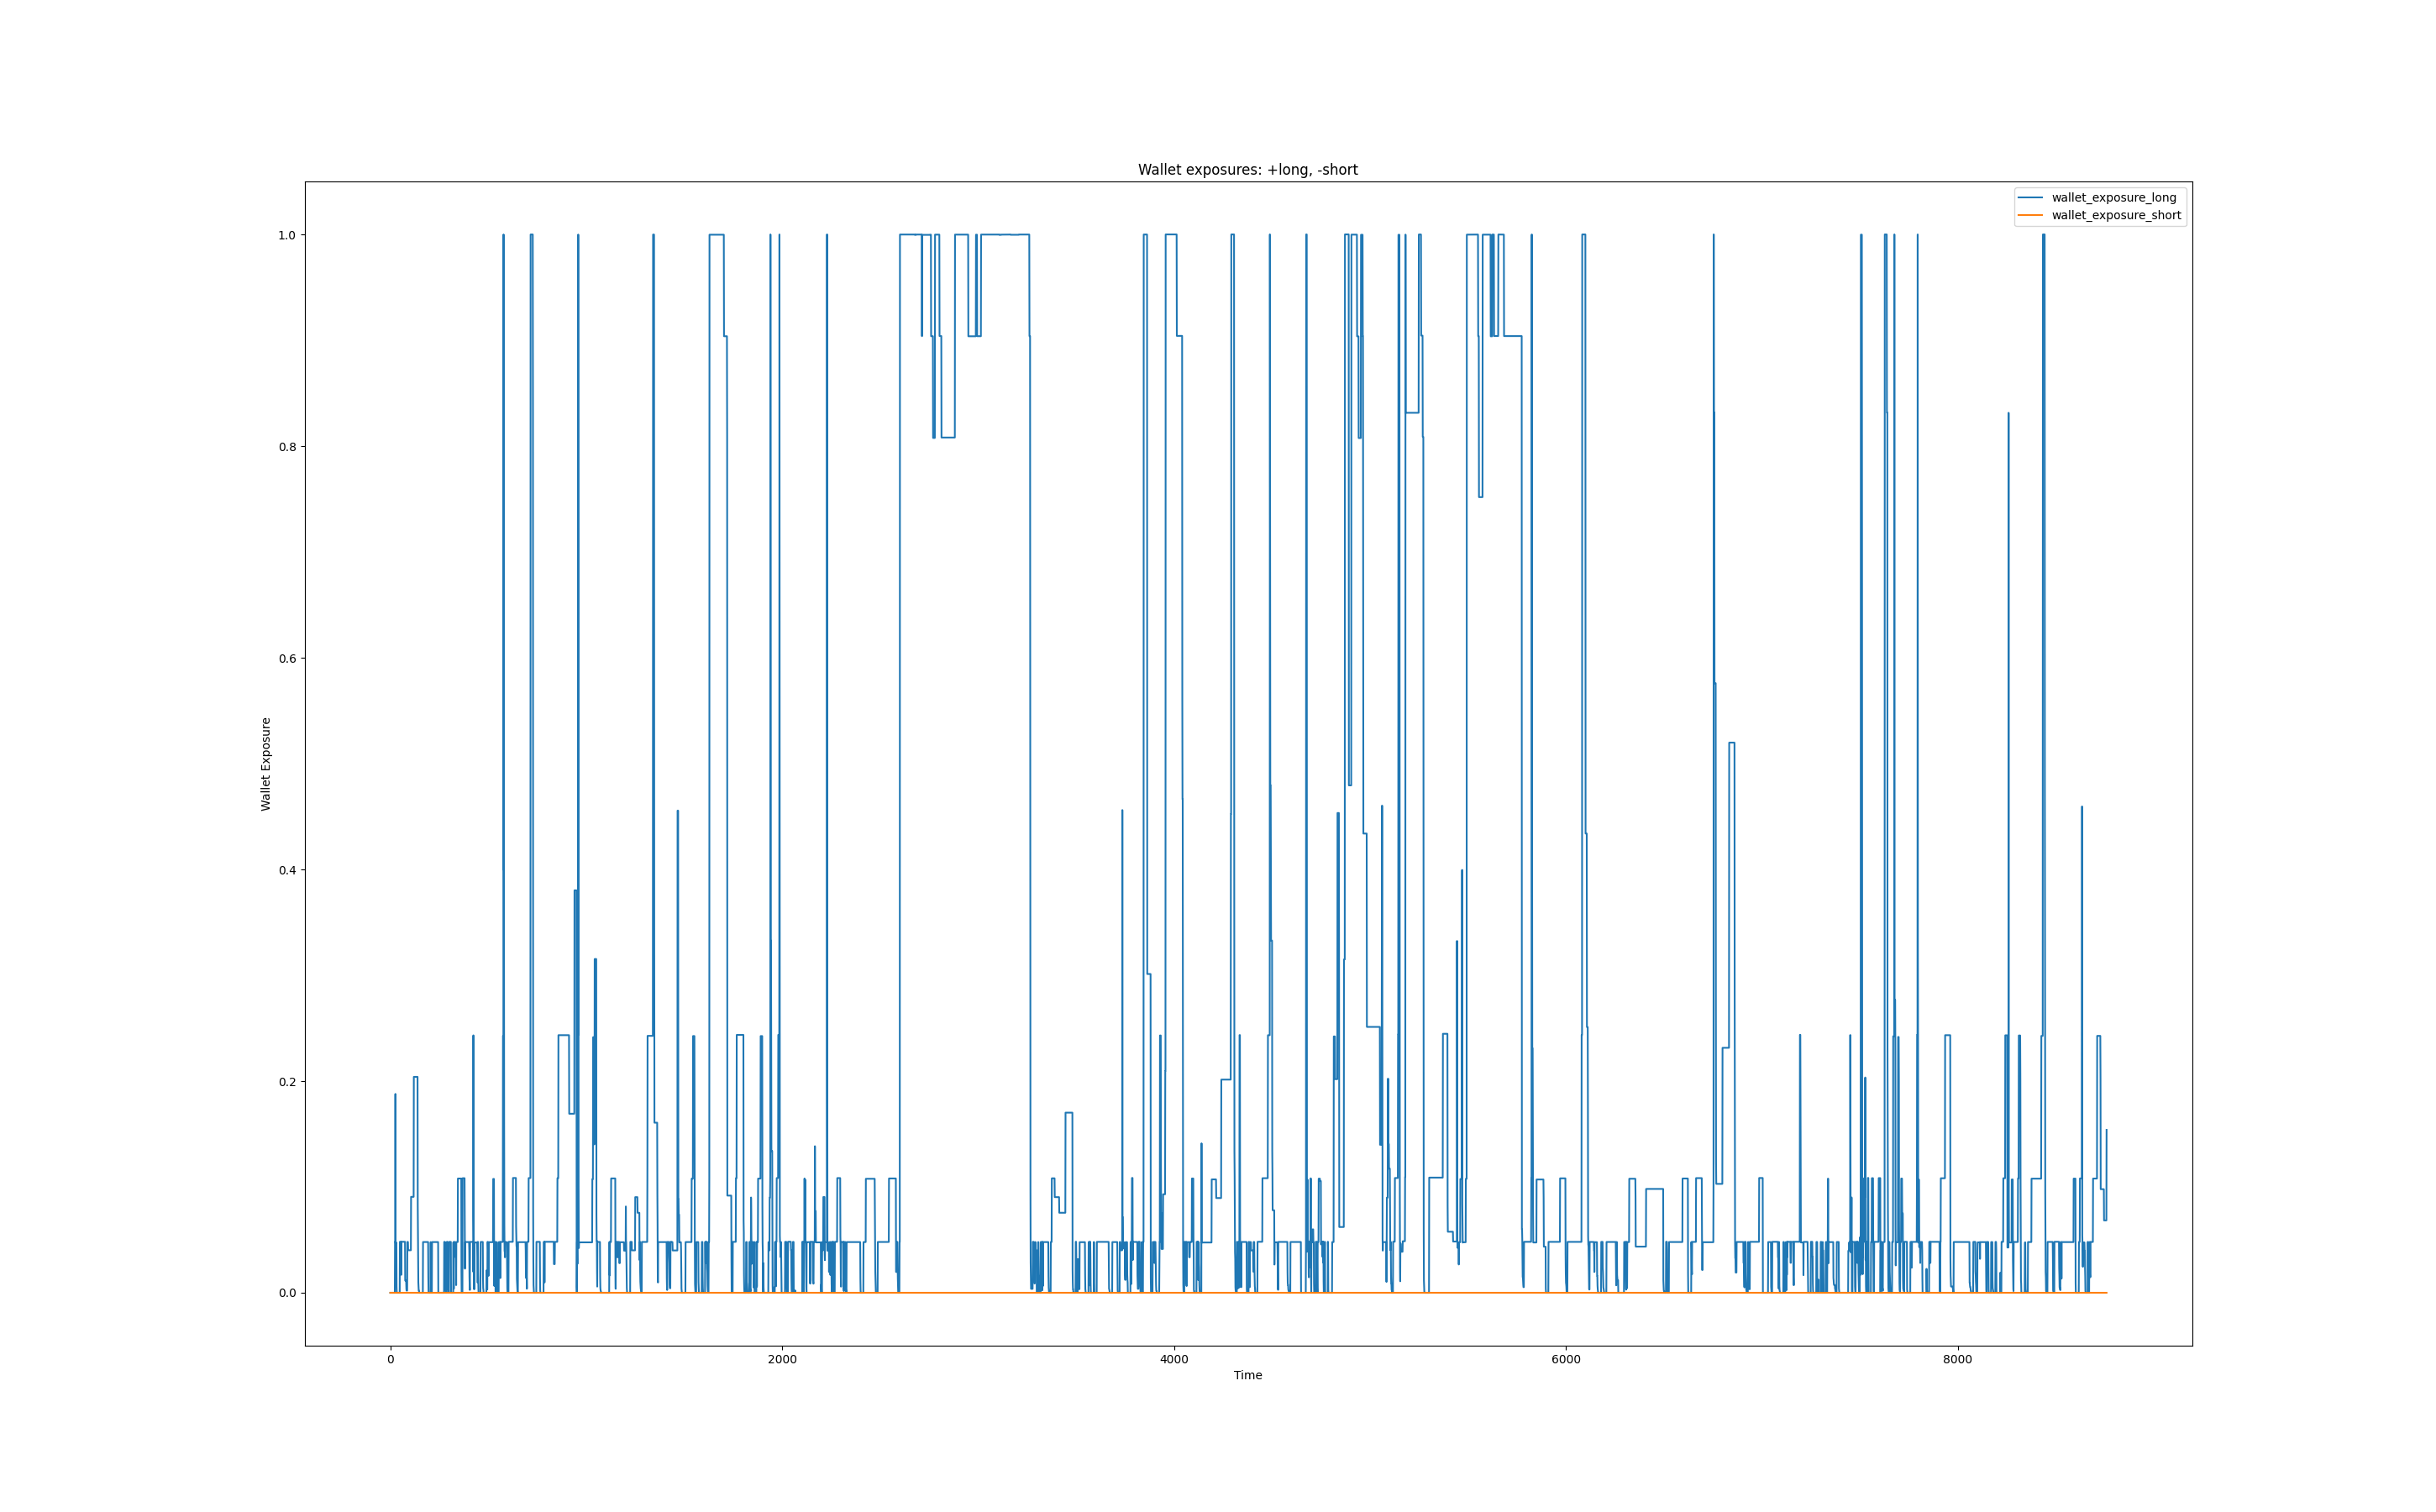 Wallet exposures: +long, -short
wallet_exposure_long
wallet_exposure_short
1.0
0.8
0.6
0.4
0.2
0.0
Wallet Exposure
0 2000 4000 6000 8000
Time